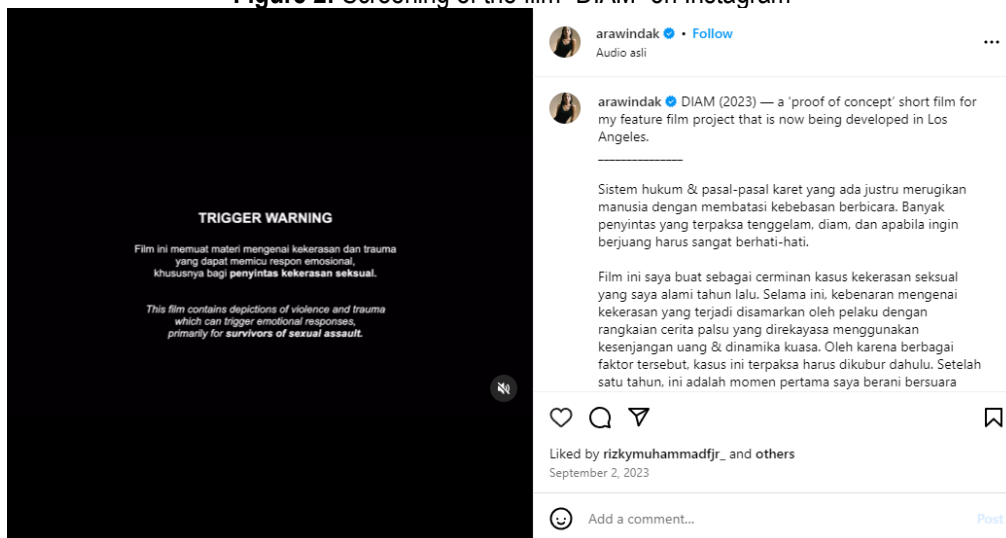 Figure 2. Screening of the film "DIAM" on Instagram
TRIGGER WARNING
Film ini memuat materi mengenai kekerasan dan trauma
yang dapat memicu respon emosional,
khususnya bagi penyintas kekerasan seksual.
This film contains depictions of violence and trauma
which can trigger emotional responses,
primarily for survivors of sexual assault.
arawindak • Follow
Audio asli
arawindak DIAM (2023) — a 'proof of concept' short film for
my feature film project that is now being developed in Los
Angeles.
_______________
Sistem hukum & pasal-pasal karet yang ada justru merugikan
manusia dengan membatasi kebebasan berbicara. Banyak
penyintas yang terpaksa tenggelam, diam, dan apabila ingin
berjuang harus sangat berhati-hati.
Film ini saya buat sebagai cerminan kasus kekerasan seksual
yang saya alami tahun lalu. Selama ini, kebenaran mengenai
kekerasan yang terjadi disamarkan oleh pelaku dengan
rangkaian cerita palsu yang direkayasa menggunakan
kesenjangan uang & dinamika kuasa. Oleh karena berbagai
faktor tersebut, kasus ini terpaksa harus dikubur dahulu. Setelah
satu tahun, ini adalah momen pertama saya berani bersuara
Liked by rizkymuhammadfjr_ and others
September 2, 2023
Add a comment...
Post